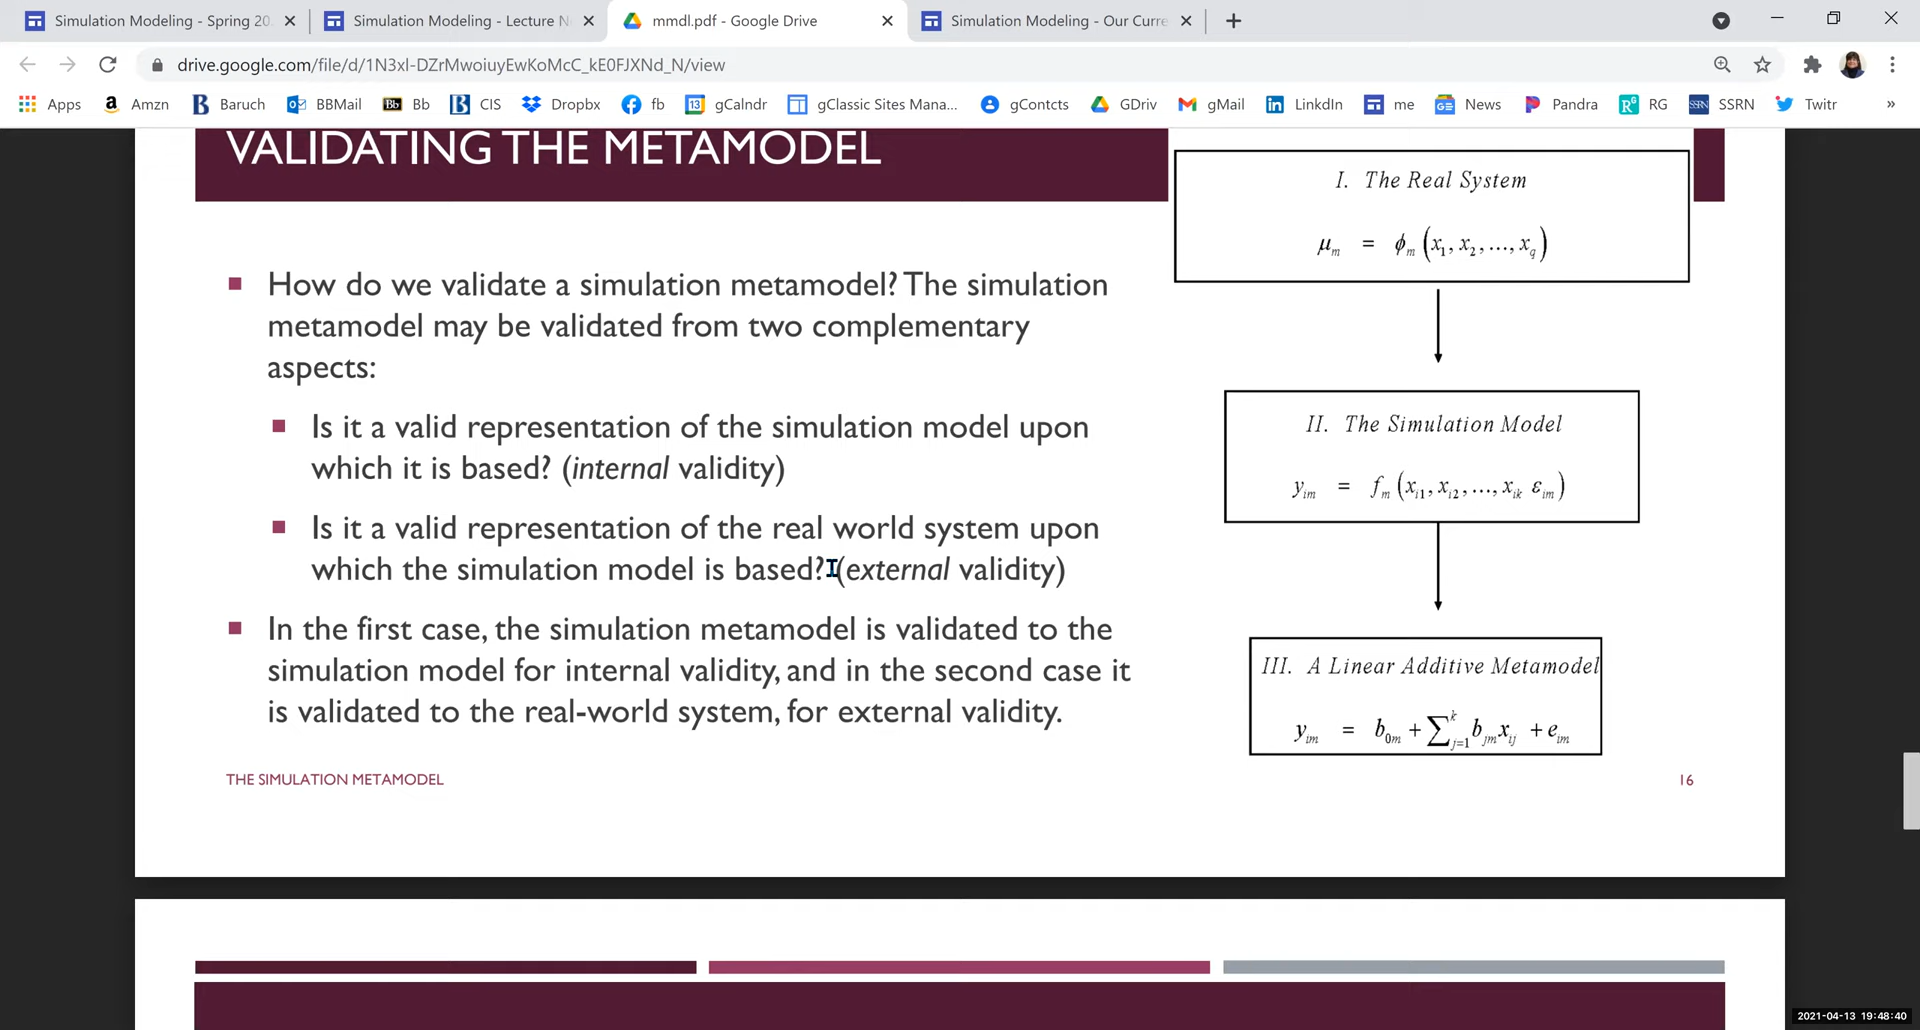 Simulation Modeling - Spring 20
Simulation Modeling - Lecture N
mmdl.pdf - Google Drive
Simulation Modeling - Our Curre
drive.google.com/file/d/1N3xl-DZrMwoiuyEwKoMcC_kE0FJXNd_N/view
Apps Amzn Baruch BBMail Bb CIS Dropbx fb gCalndr gClassic Sites Mana... gContcts GDriv gMail LinkedIn me News Pandra RG SSRN Twitr »
VALIDATING THE METAMODEL
How do we validate a simulation metamodel? The simulation
metamodel may be validated from two complementary
aspects:
Is it a valid representation of the simulation model upon
which it is based? (internal validity)
Is it a valid representation of the real world system upon
which the simulation model is based? (external validity)
In the first case, the simulation metamodel is validated to the
simulation model for internal validity, and in the second case it
is validated to the real-world system, for external validity.
I. The Real System
μm = ϕm (x1, x2, ..., xq)
II. The Simulation Model
yim = fm (xi1, xi2, ..., xik εim)
III. A Linear Additive Metamodel
yim = b0m + ∑j=1k bjm xij + eim
THE SIMULATION METAMODEL
16
2021-04-13 19:48:40